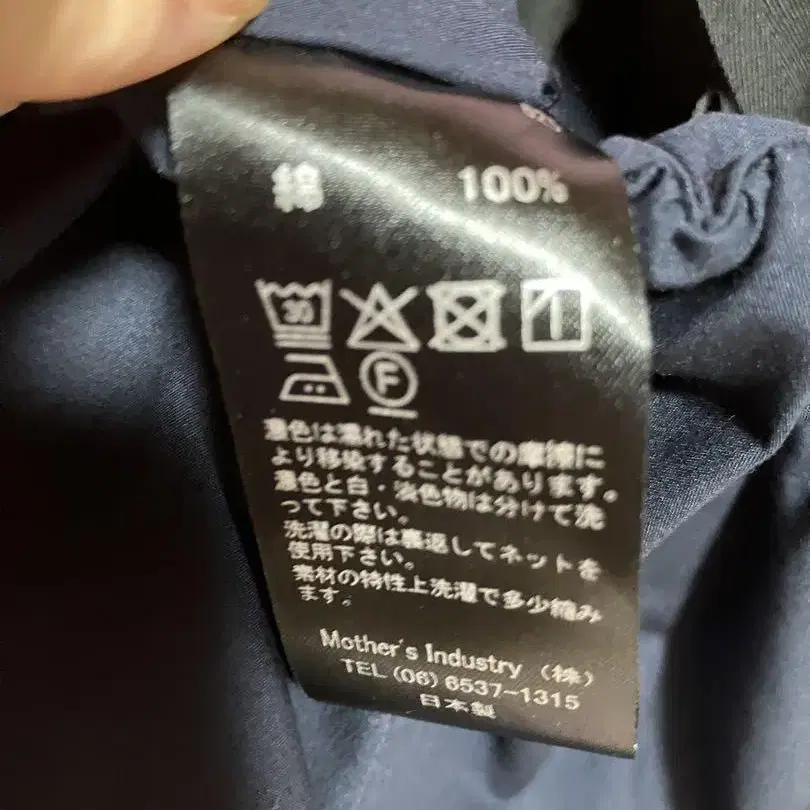 綿 100%
30
F
濃色は濡れた状態での摩擦に
より移染することがあります。
濃色と白・淡色物は分けて洗
って下さい。
洗濯の際は裏返してネットを
使用下さい。
素材の特性上洗濯で多少縮み
ます。
Mother's Industry (株)
TEL (06) 6537-1315
日本製